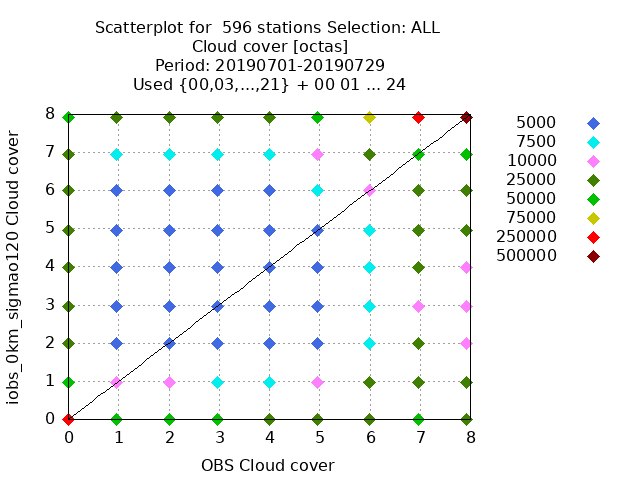 Scatterplot for  596 stations Selection: ALL
Cloud cover [octas]
Period: 20190701-20190729
Used {00,03,...,21} + 00 01 ... 24
8
7
6
5
4
3
2
1
0
iobs_0km_sigmao120 Cloud cover
0 1 2 3 4 5 6 7 8
OBS Cloud cover
5000
7500
10000
25000
50000
75000
250000
500000